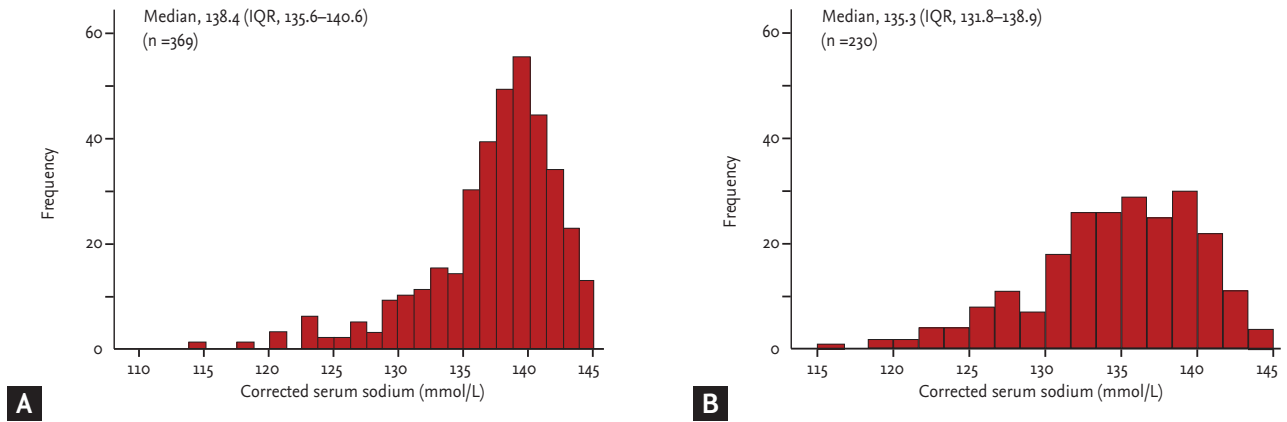 Median, 138.4 (IQR, 135.6–140.6)
(n =369)
60
40
20
0
Frequency
110 115 120 125 130 135 140 145
Corrected serum sodium (mmol/L)
A
Median, 135.3 (IQR, 131.8–138.9)
(n =230)
60
40
20
0
Frequency
115 120 125 130 135 140 145
Corrected serum sodium (mmol/L)
B